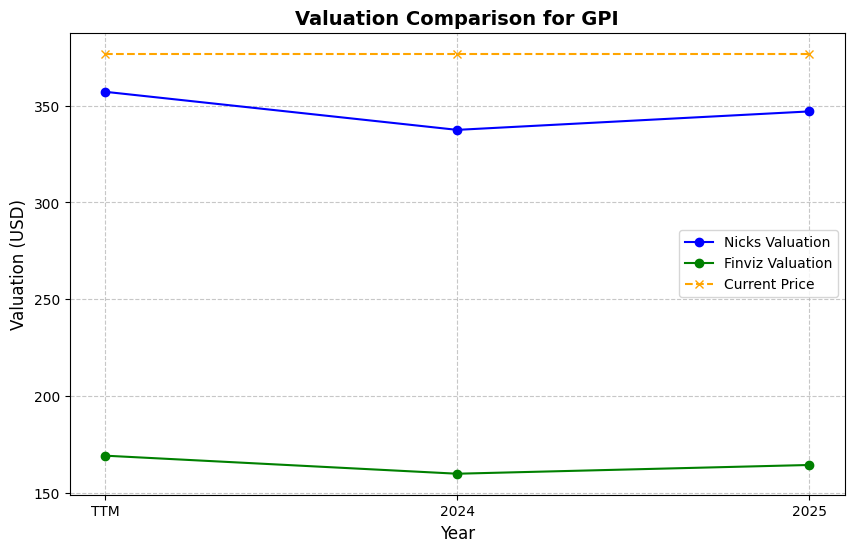 Valuation Comparison for GPI
Valuation (USD)
350
300
250
200
150
Nicks Valuation
Finviz Valuation
Current Price
TTM
2024
2025
Year